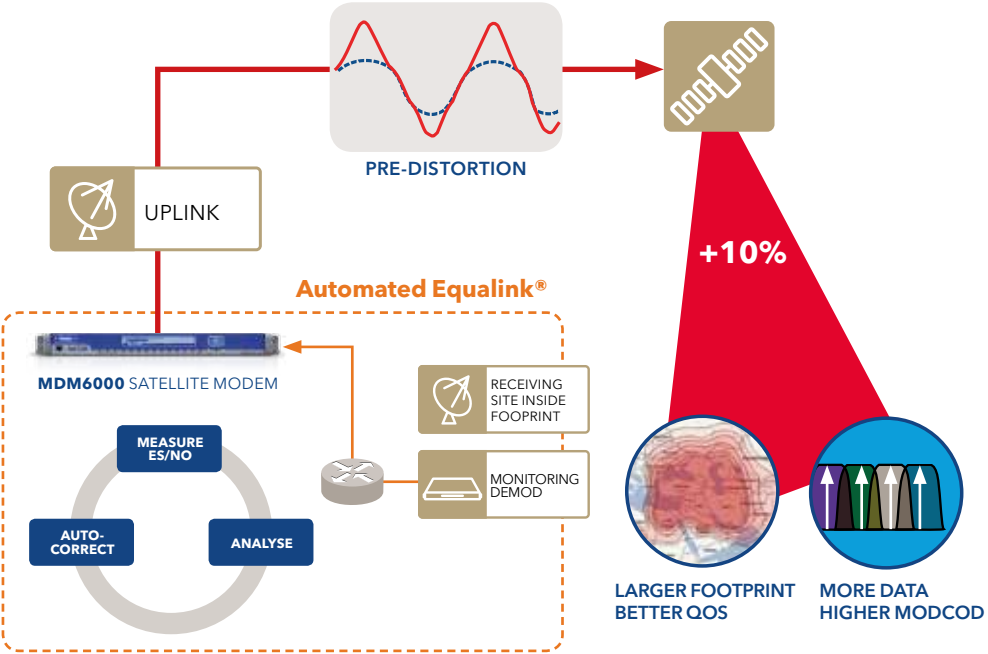 PRE-DISTORTION
UPLINK
+10%
Automated Equalink®
MDM6000 SATELLITE MODEM
RECEIVING
SITE INSIDE
FOOPRINT
MONITORING
DEMOD
MEASURE
ES/NO
AUTO-
CORRECT
ANALYSE
LARGER FOOTPRINT
BETTER QOS
MORE DATA
HIGHER MODCOD